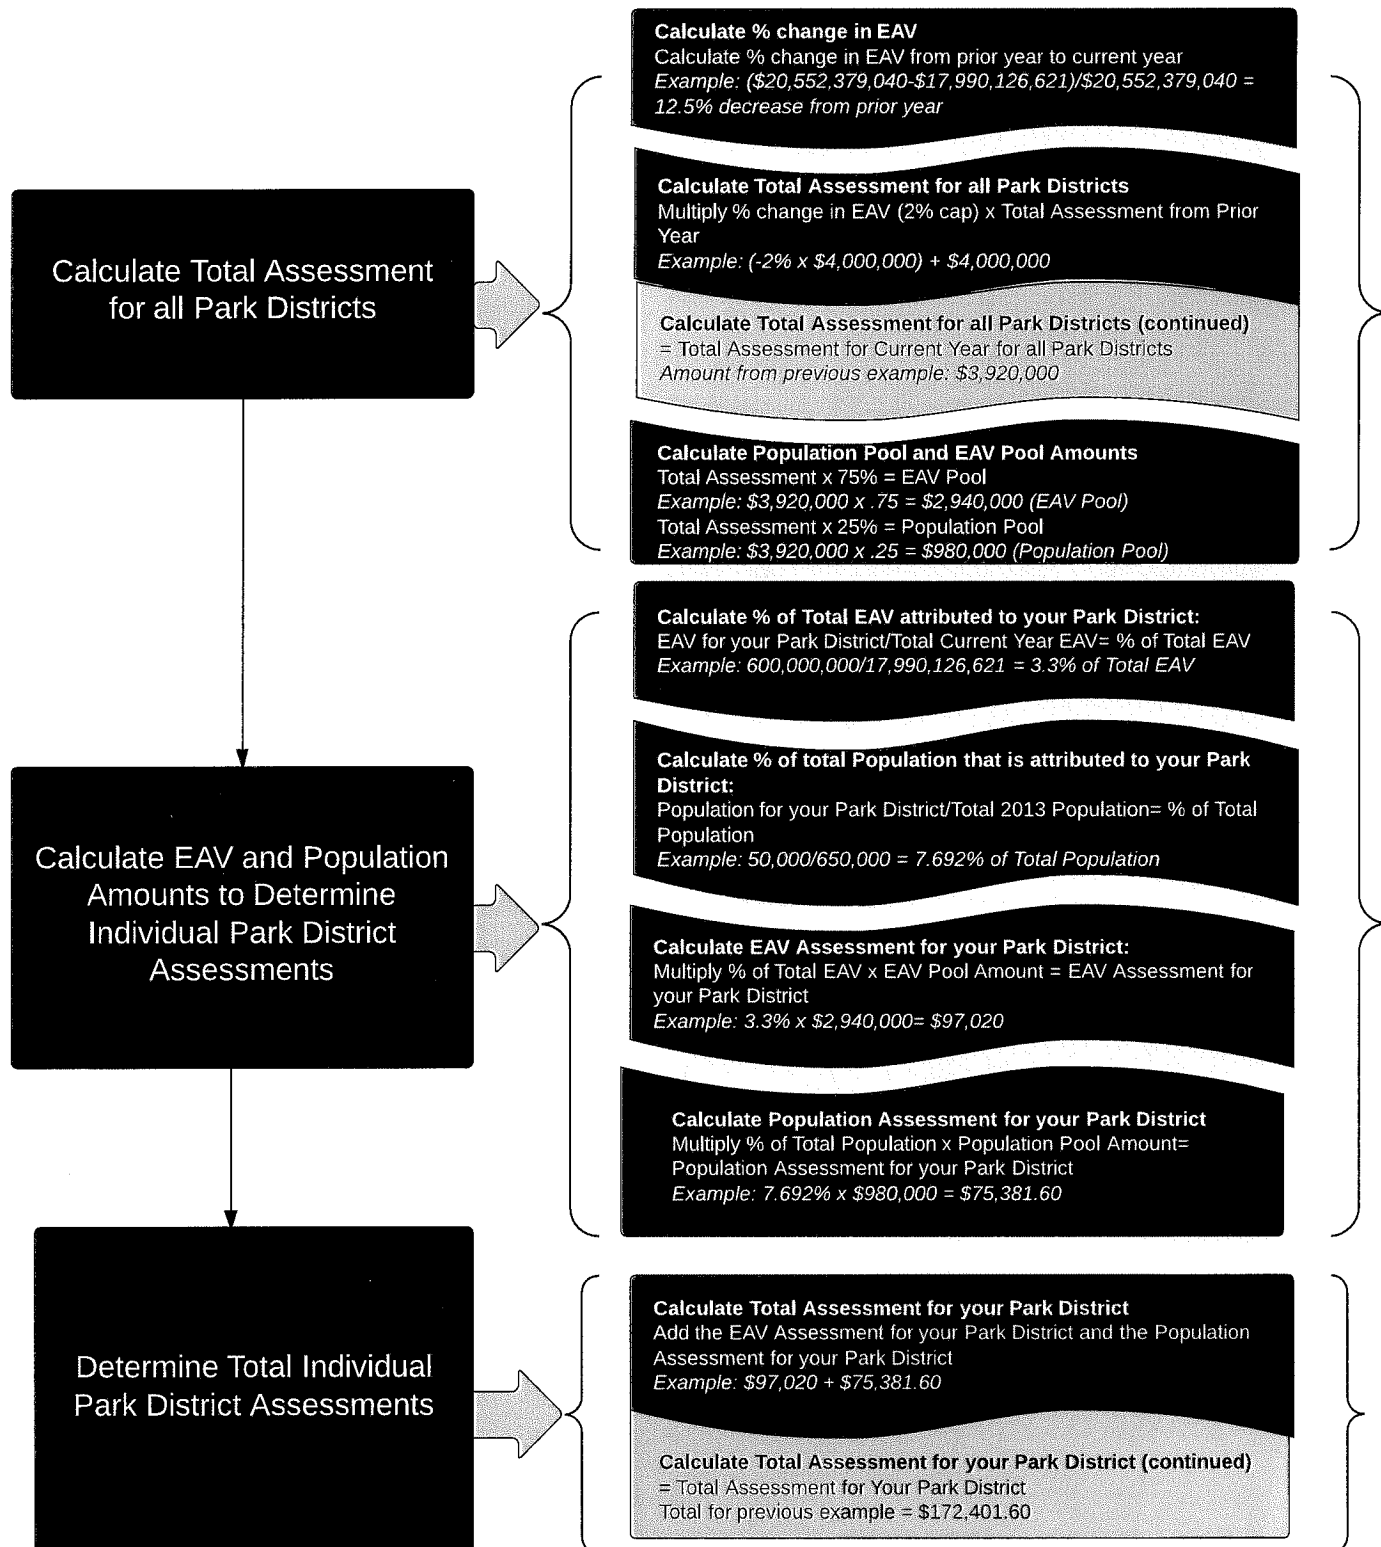 Calculate % change in EAV
Calculate % change in EAV from prior year to current year
Example: ($20,552,379,040-$17,990,126,621)/$20,552,379,040 =
12.5% decrease from prior year
Calculate Total Assessment
for all Park Districts
Calculate Total Assessment for all Park Districts
Multiply % change in EAV (2% cap) x Total Assessment from Prior
Year
Example: (-2% x $4,000,000) + $4,000,000
Calculate Total Assessment for all Park Districts (continued)
= Total Assessment for Current Year for all Park Districts
Amount from previous example: $3,920,000
Calculate Population Pool and EAV Pool Amounts
Total Assessment x 75% = EAV Pool
Example: $3,920,000 x .75 = $2,940,000 (EAV Pool)
Total Assessment x 25% = Population Pool
Example: $3,920,000 x .25 = $980,000 (Population Pool)
Calculate EAV and Population
Amounts to Determine
Individual Park District
Assessments
Calculate % of Total EAV attributed to your Park District:
EAV for your Park District/Total Current Year EAV= % of Total EAV
Example: 600,000,000/17,990,126,621 = 3.3% of Total EAV
Calculate % of total Population that is attributed to your Park
District:
Population for your Park District/Total 2013 Population= % of Total
Population
Example: 50,000/650,000 = 7.692% of Total Population
Calculate EAV Assessment for your Park District:
Multiply % of Total EAV x EAV Pool Amount = EAV Assessment for
your Park District
Example: 3.3% x $2,940,000= $97,020
Calculate Population Assessment for your Park District
Multiply % of Total Population x Population Pool Amount=
Population Assessment for your Park District
Example: 7.692% x $980,000 = $75,381.60
Determine Total Individual
Park District Assessments
Calculate Total Assessment for your Park District
Add the EAV Assessment for your Park District and the Population
Assessment for your Park District
Example: $97,020 + $75,381.60
Calculate Total Assessment for your Park District (continued)
= Total Assessment for Your Park District
Total for previous example = $172,401.60